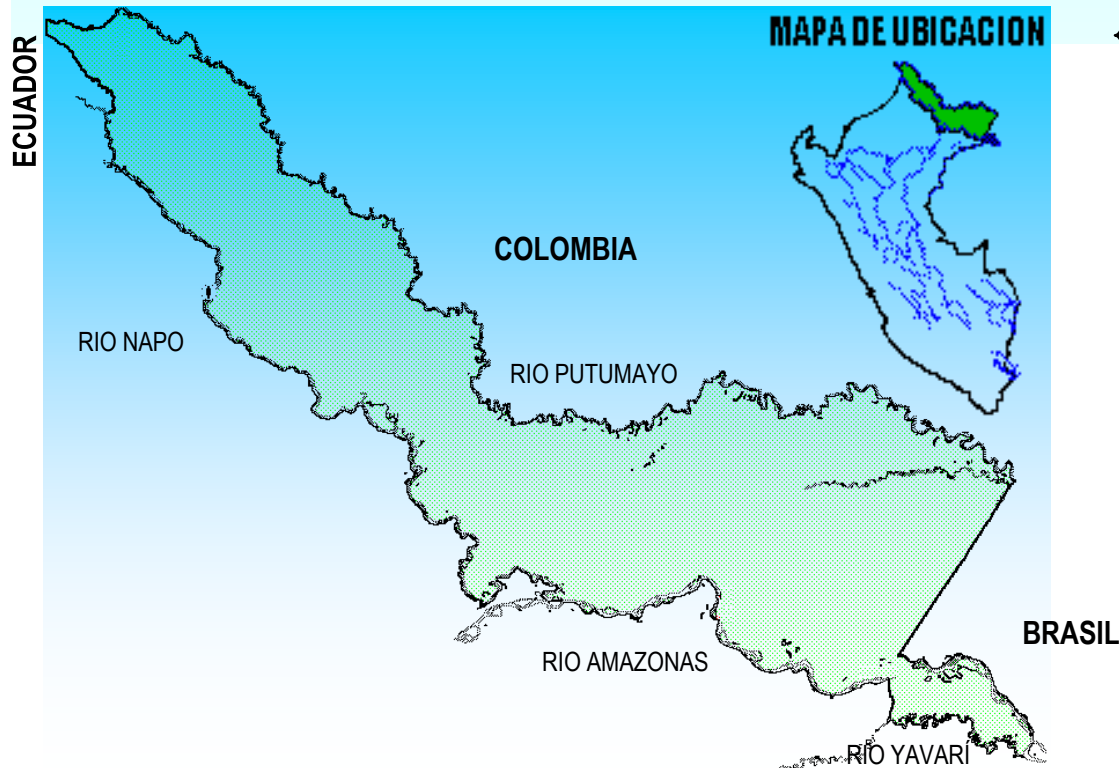 MAPA DE UBICACION
ECUADOR
COLOMBIA
RIO NAPO
RIO PUTUMAYO
BRASIL
RIO AMAZONAS
RIO YAVARÍ